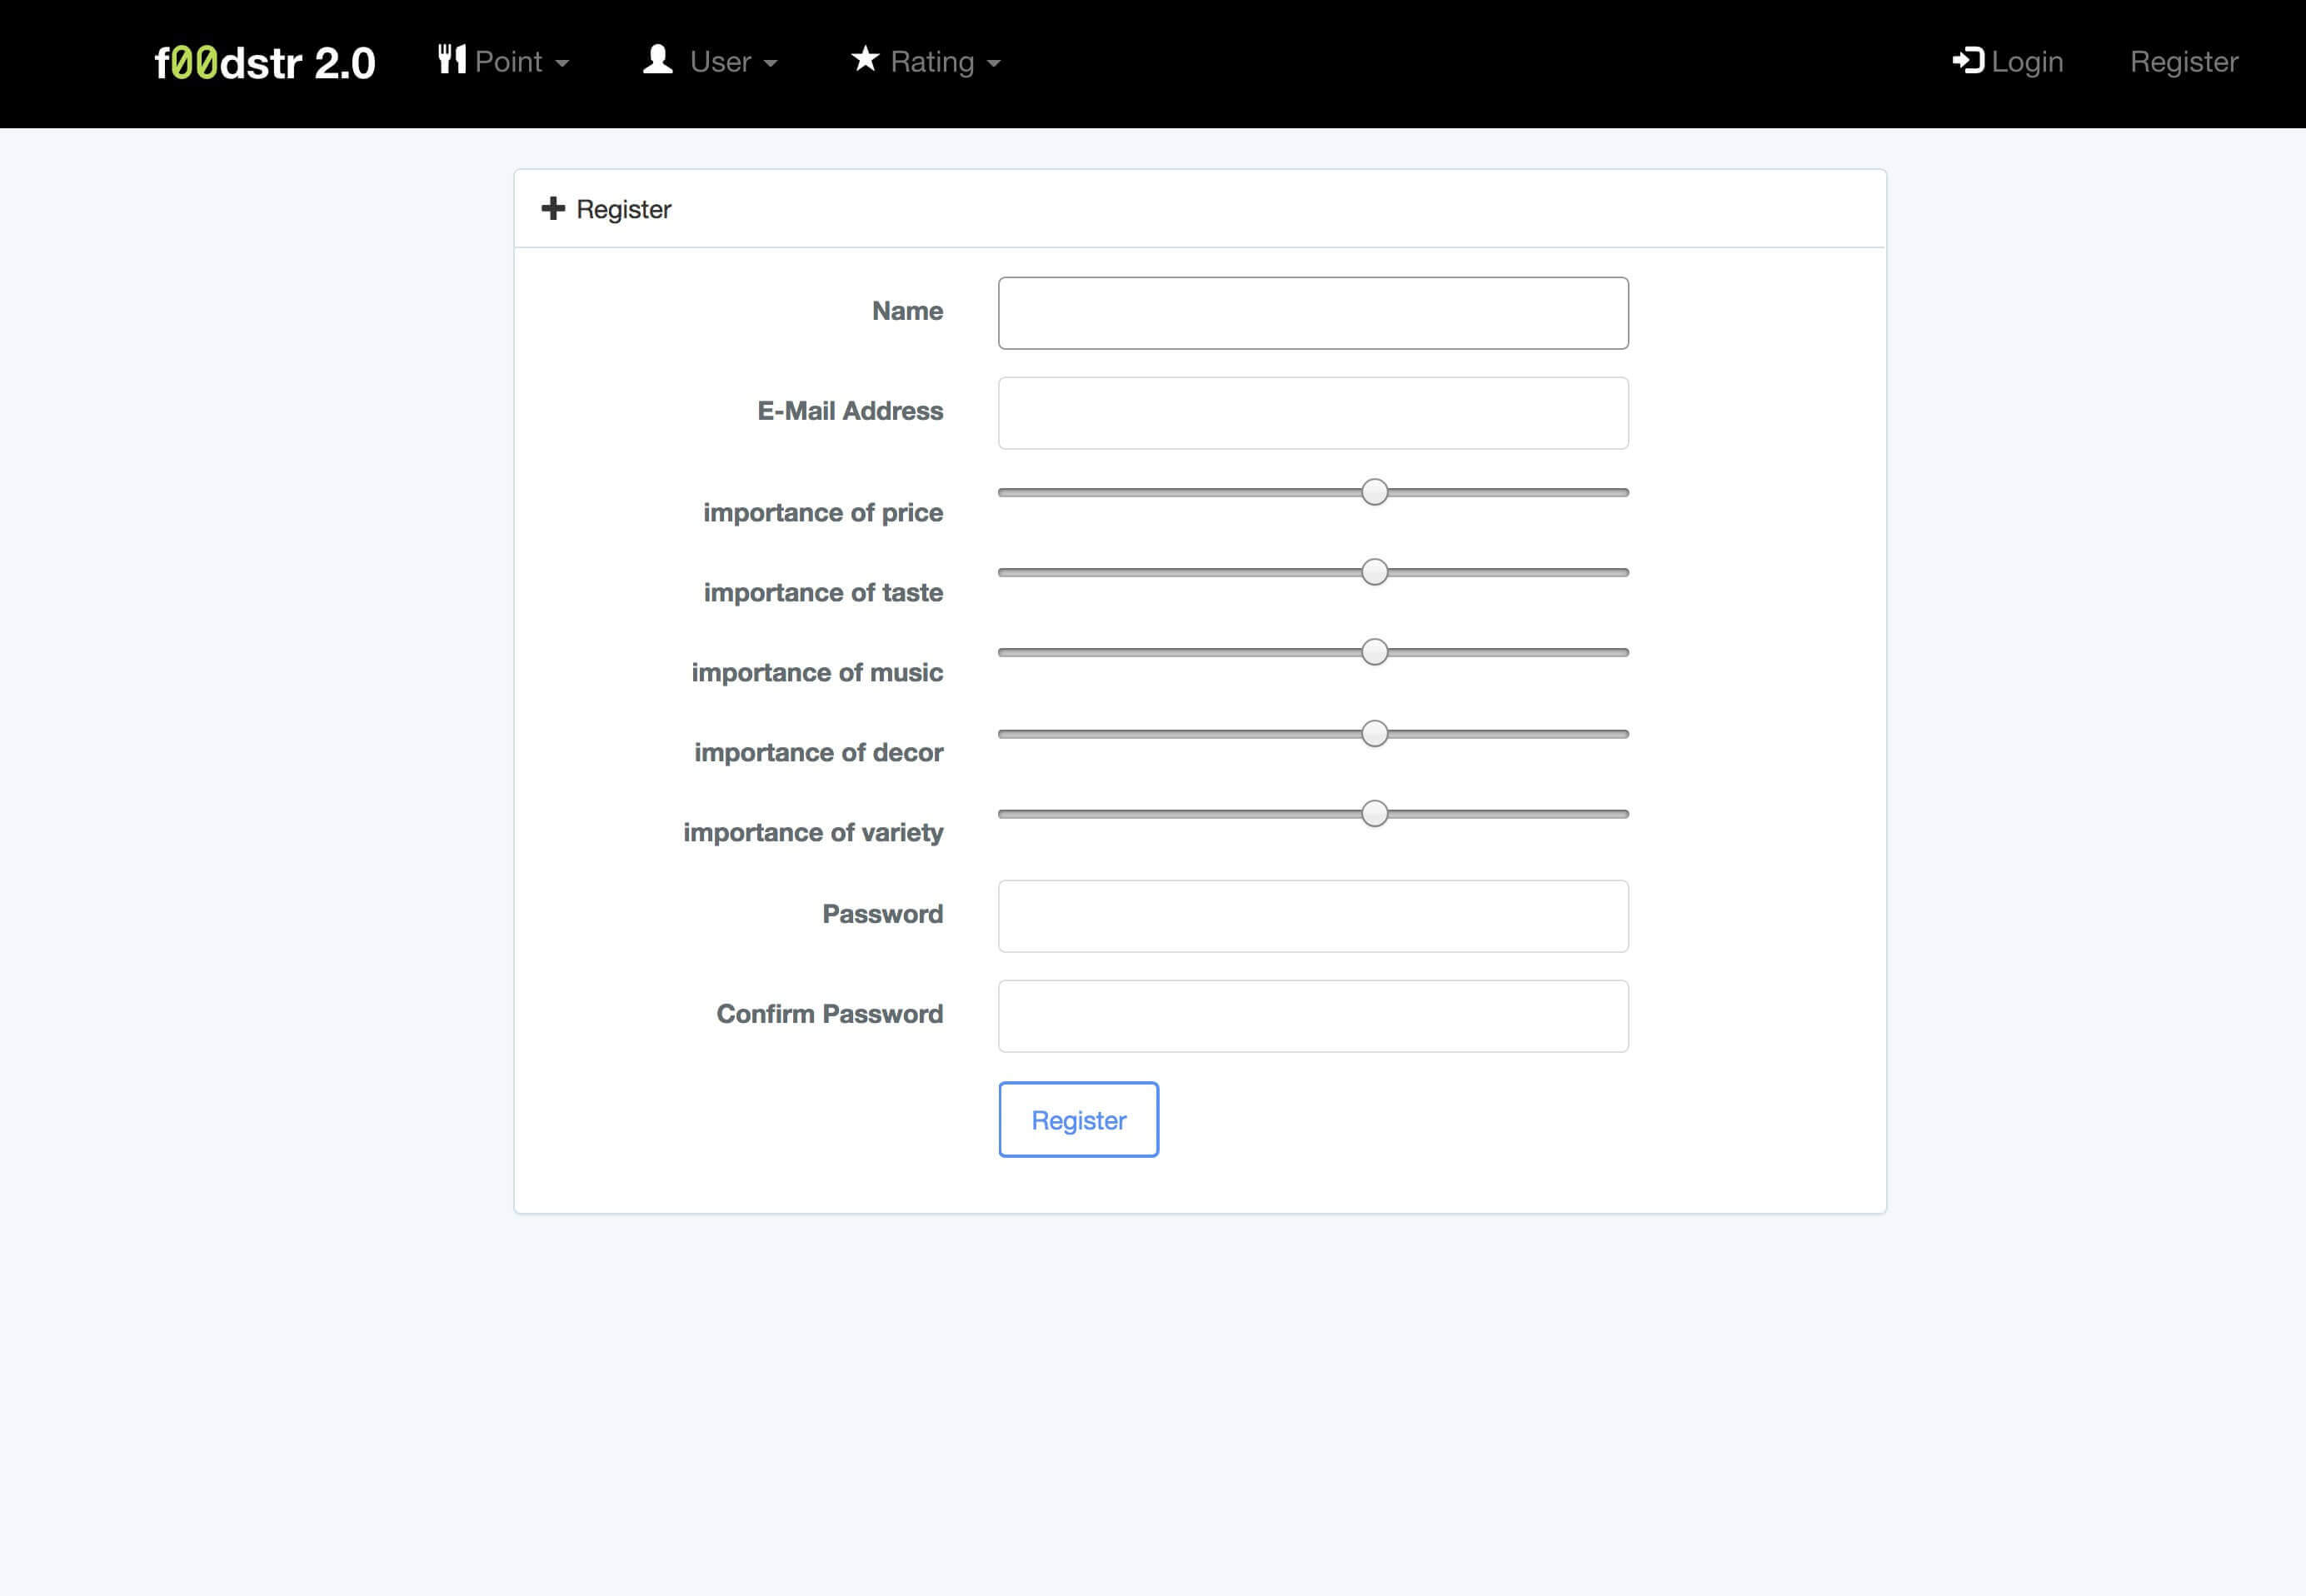 f00dstr 2.0 Point User Rating Login Register
Register
Name
E-Mail Address
importance of price
importance of taste
importance of music
importance of decor
importance of variety
Password
Confirm Password
Register